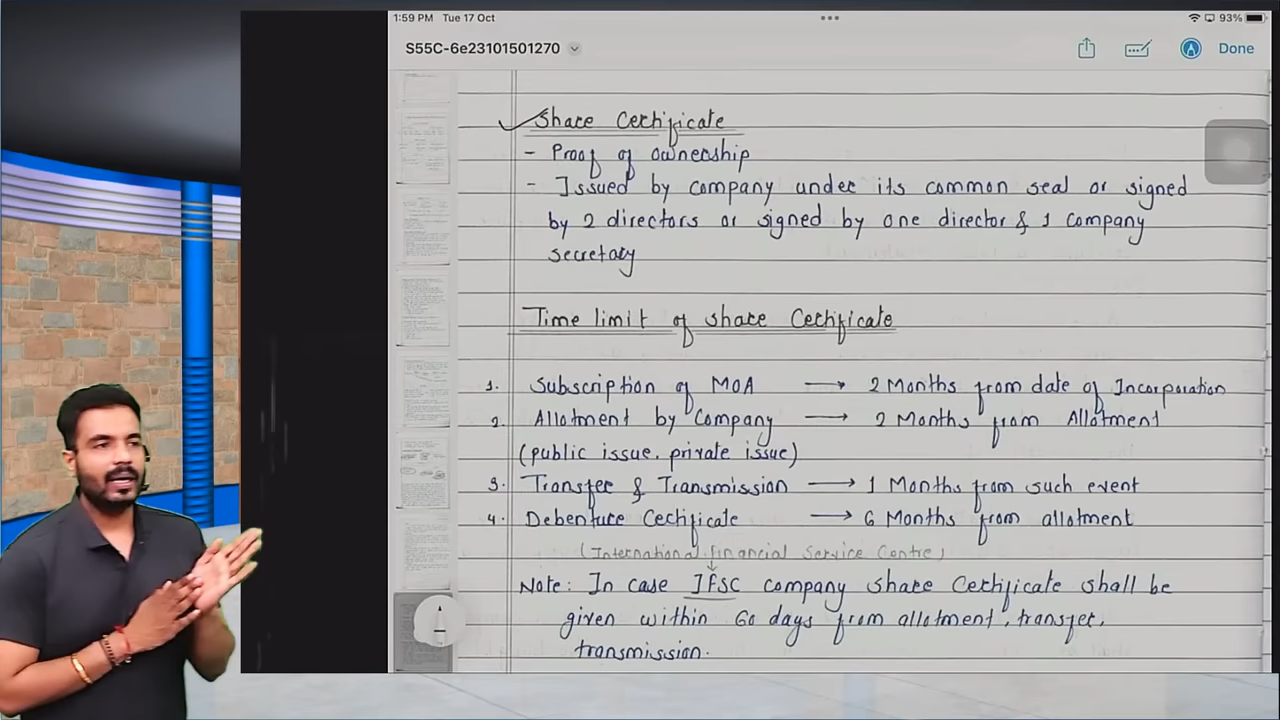 1:59 PM Tue 17 Oct
93%
S55C-6e23101501270
Done
Share Certificate
- Proof of ownership
- Issued by company under its common seal or signed
by 2 directors or signed by one director & 1 company
secretary
Time limit of share Certificate
1. Subscription of MOA → 2 Months from date of Incorporation
2. Allotment by Company → 2 Months from Allotment
(public issue, private issue)
3. Transfer & Transmission → 1 Months from such event
4. Debenture Certificate → 6 Months from allotment
(International financial Service Centre)
Note: In case IFSC company share Certificate shall be
given within 60 days from allotment, transfer,
transmission.